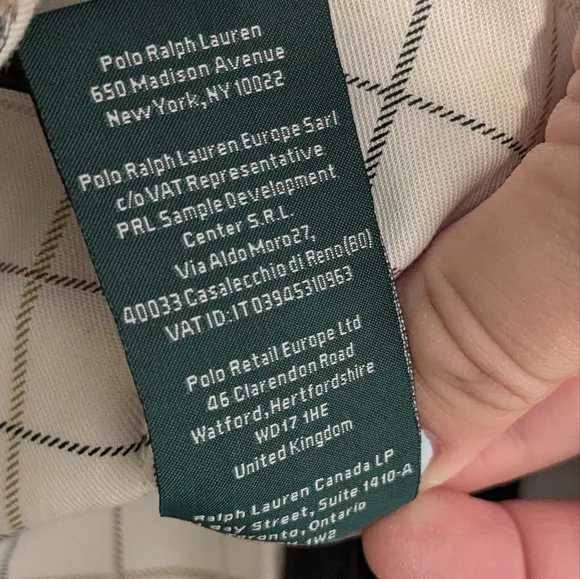 Polo Ralph Lauren
650 Madison Avenue
New York, NY 10022
Polo Ralph Lauren Europe Sarl
c/o VAT Representative
PRL Sample Development
Center S.R.L.
Via Aldo Moro 27,
40033 Casalecchio di Reno (BO)
VAT ID: IT03945310963
Polo Retail Europe Ltd
46 Clarendon Road
Watford, Hertfordshire
WD17 1HE
United Kingdom
Ralph Lauren Canada LP
Street, Suite 1410-A
Toronto, Ontario
1W2